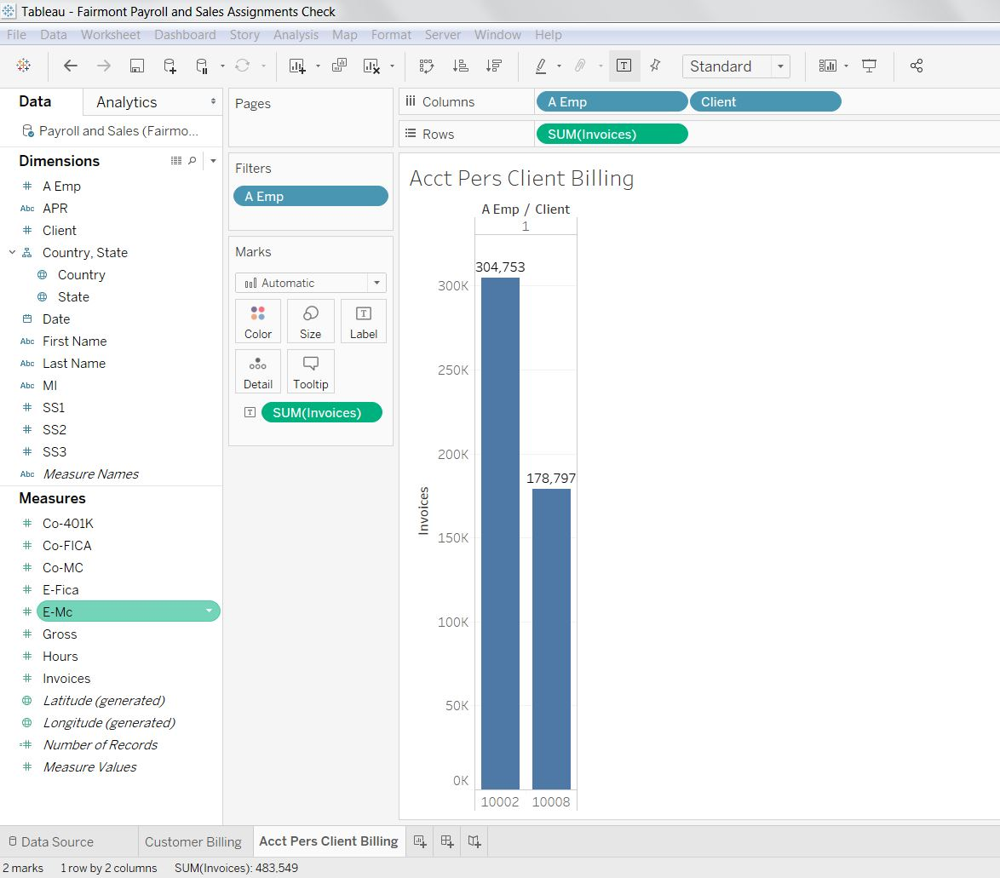 Tableau - Fairmont Payroll and Sales Assignments Check
File Data Worksheet Dashboard Story Analysis Map Format Server Window Help
Standard
Data Analytics
Payroll and Sales (Fairmo...
Dimensions
# A Emp
Abc APR
# Client
Country, State
Country
State
Date
Abc First Name
Abc Last Name
Abc MI
# SS1
# SS2
# SS3
Abc Measure Names
Measures
# Co-401K
# Co-FICA
# Co-MC
# E-Fica
# E-Mc
# Gross
# Hours
# Invoices
Latitude (generated)
Longitude (generated)
=# Number of Records
# Measure Values
Pages
Filters
A Emp
Marks
Automatic
Color Size Label
Detail Tooltip
SUM(Invoices)
Columns A Emp Client
Rows SUM(Invoices)
Acct Pers Client Billing
A Emp / Client
1
304,753
178,797
300K
250K
200K
150K
100K
50K
0K
Invoices
10002 10008
Data Source Customer Billing Acct Pers Client Billing
2 marks 1 row by 2 columns SUM(Invoices): 483,549